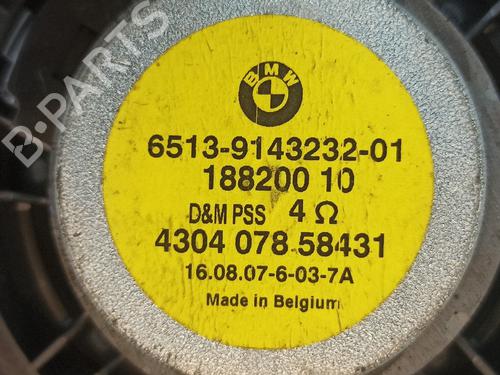 B-PARTS
BMW
6513-9143232-01
188200 10
D&M PSS 4 Ω
4304 078 58431
16.08.07-6-03-7A
Made in Belgium